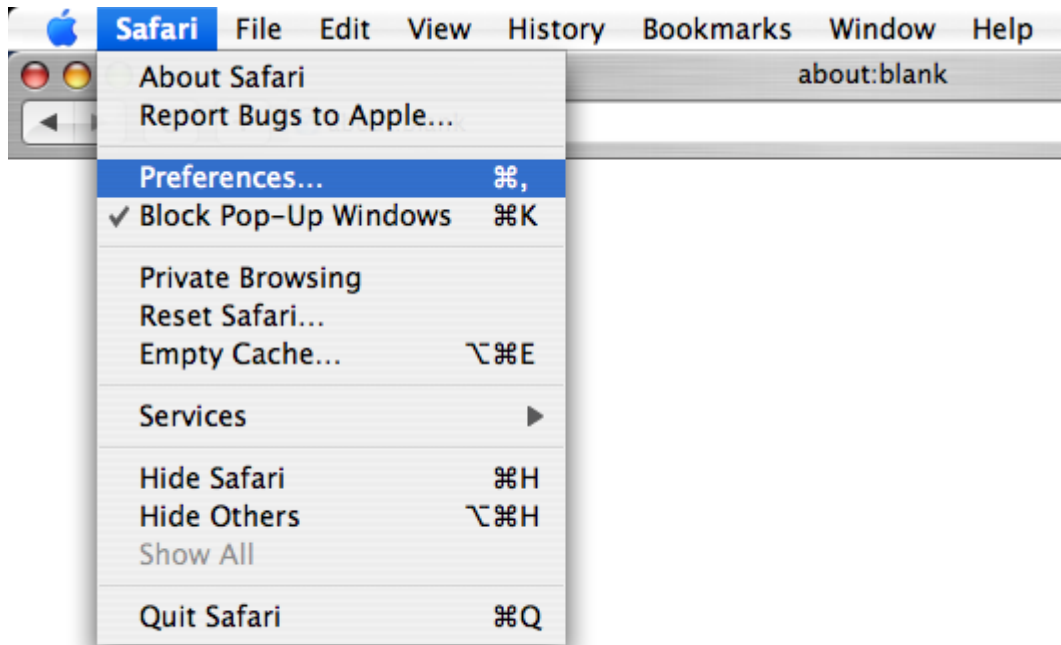 Safari File Edit View History Bookmarks Window Help
about:blank
About Safari
Report Bugs to Apple...
Preferences... ⌘,
✓ Block Pop-Up Windows ⌘K
Private Browsing
Reset Safari...
Empty Cache... ⌥⌘E
Services ▶
Hide Safari ⌘H
Hide Others ⌥⌘H
Show All
Quit Safari ⌘Q